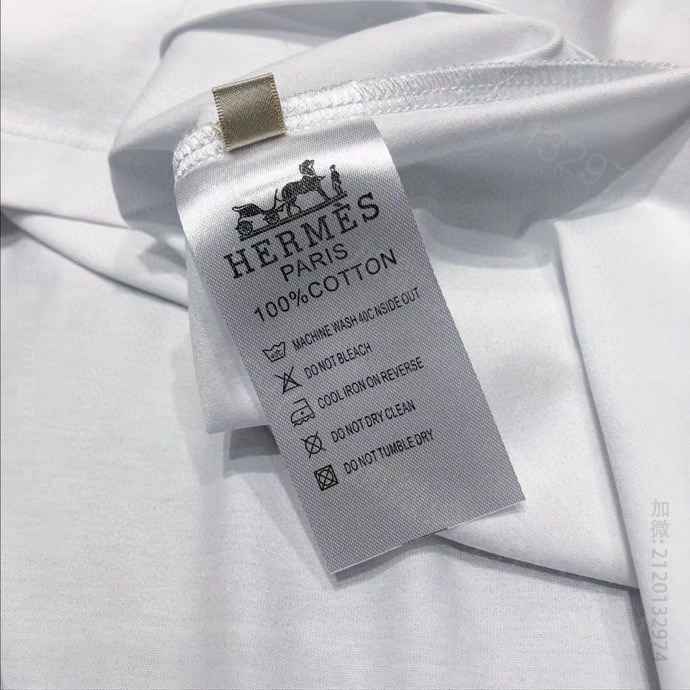 HERMÈS
PARIS
100%COTTON
MACHINE WASH 40C NSIDE OUT
DO NOT BLEACH
COOL IRON ON REVERSE
DO NOT DRY CLEAN
DO NOT TUMBLE DRY
加微: 2120132974